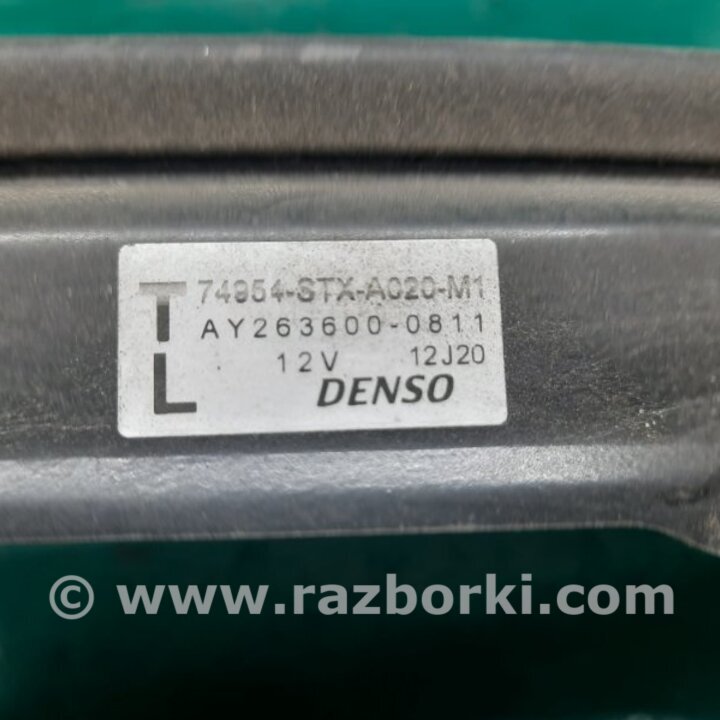 T 74954-STX-A020-M1
AY263600-0811
L 12V 12J20
DENSO
© www.razborki.com